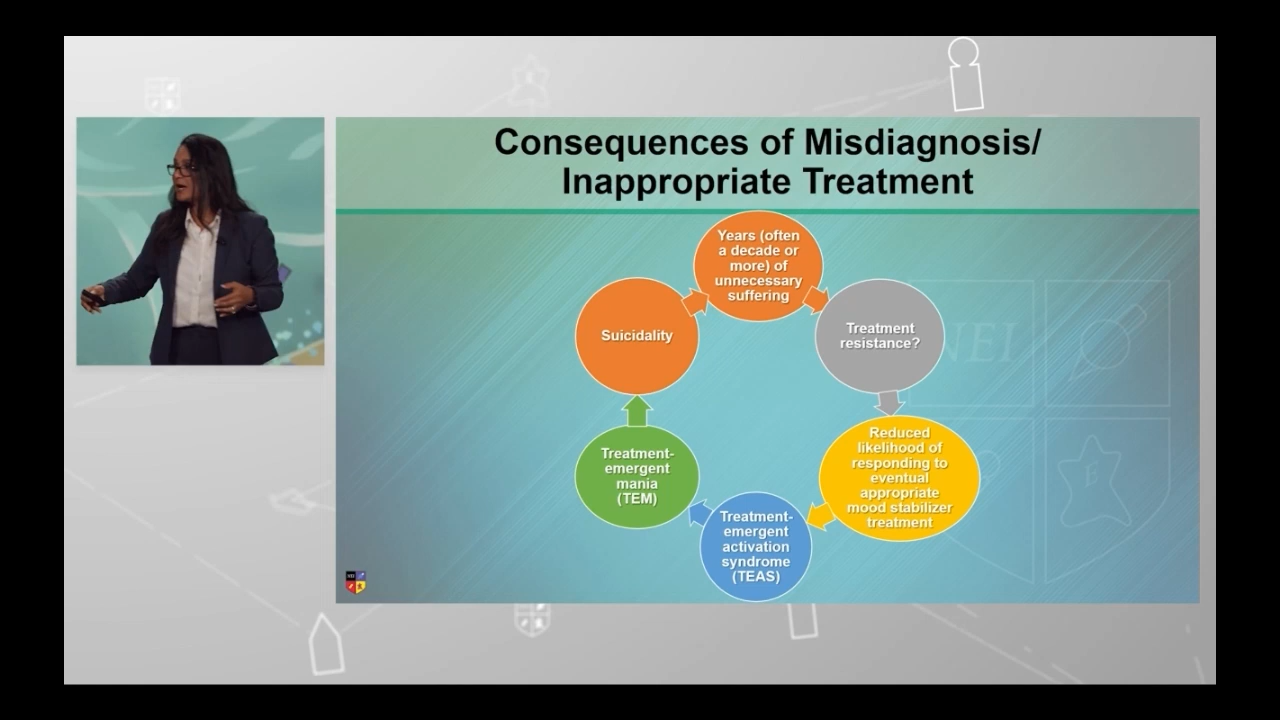 Consequences of Misdiagnosis/
Inappropriate Treatment
Years (often
a decade or
more) of
unnecessary
suffering
Treatment
resistance?
Reduced
likelihood of
responding to
eventual
appropriate
mood stabilizer
treatment
Treatment-
emergent
activation
syndrome
(TEAS)
Treatment-
emergent
mania
(TEM)
Suicidality
NEI
E